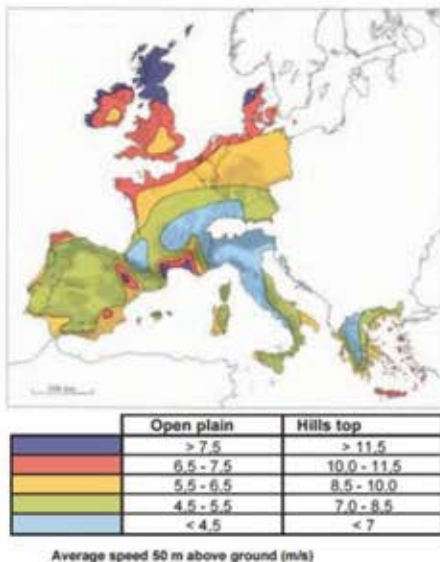 Open plain Hills top
> 7.5 > 11.5
6.5 - 7.5 10.0 - 11.5
5.5 - 6.5 8.5 - 10.0
4.5 - 5.5 7.0 - 8.5
< 4.5 < 7
Average speed 50 m above ground (m/s)